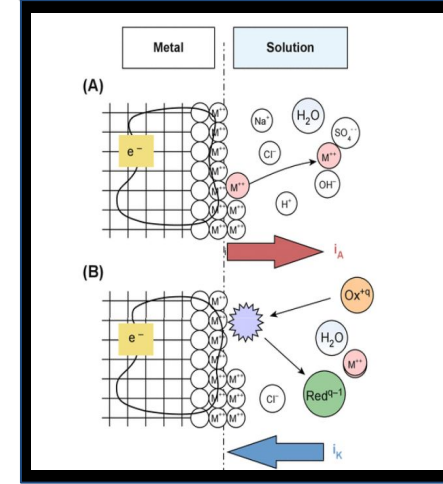 Metal Solution
(A)
M⁺⁺ Na⁺ H₂O
M⁺⁺ SO₄⁻⁻
e⁻ M⁺⁺ Cl⁻ M⁺⁺
M⁺⁺
M⁺⁺ M⁺⁺ OH⁻
M⁺⁺ M⁺⁺ H⁺
M⁺⁺ M⁺⁺
i_A
(B)
M⁺⁺ Ox⁺q
M⁺⁺
e⁻ M⁺⁺ H₂O
M⁺⁺ M⁺⁺
M⁺⁺ M⁺⁺
M⁺⁺ M⁺⁺ Cl⁻ Red^q–1
M⁺⁺ M⁺⁺
i_K